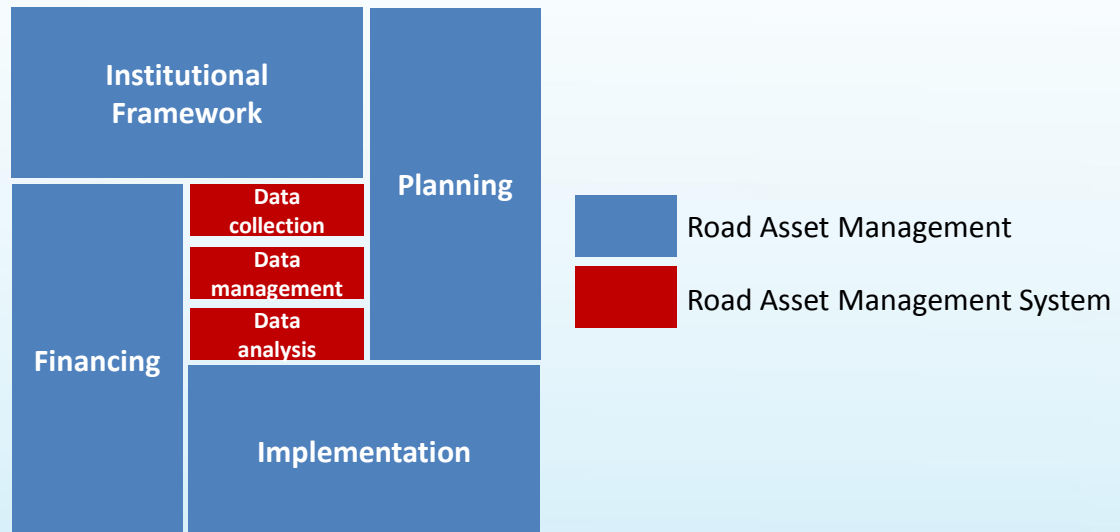 Institutional
Framework
Planning
Data
collection
Data
management
Data
analysis
Financing
Implementation
Road Asset Management
Road Asset Management System